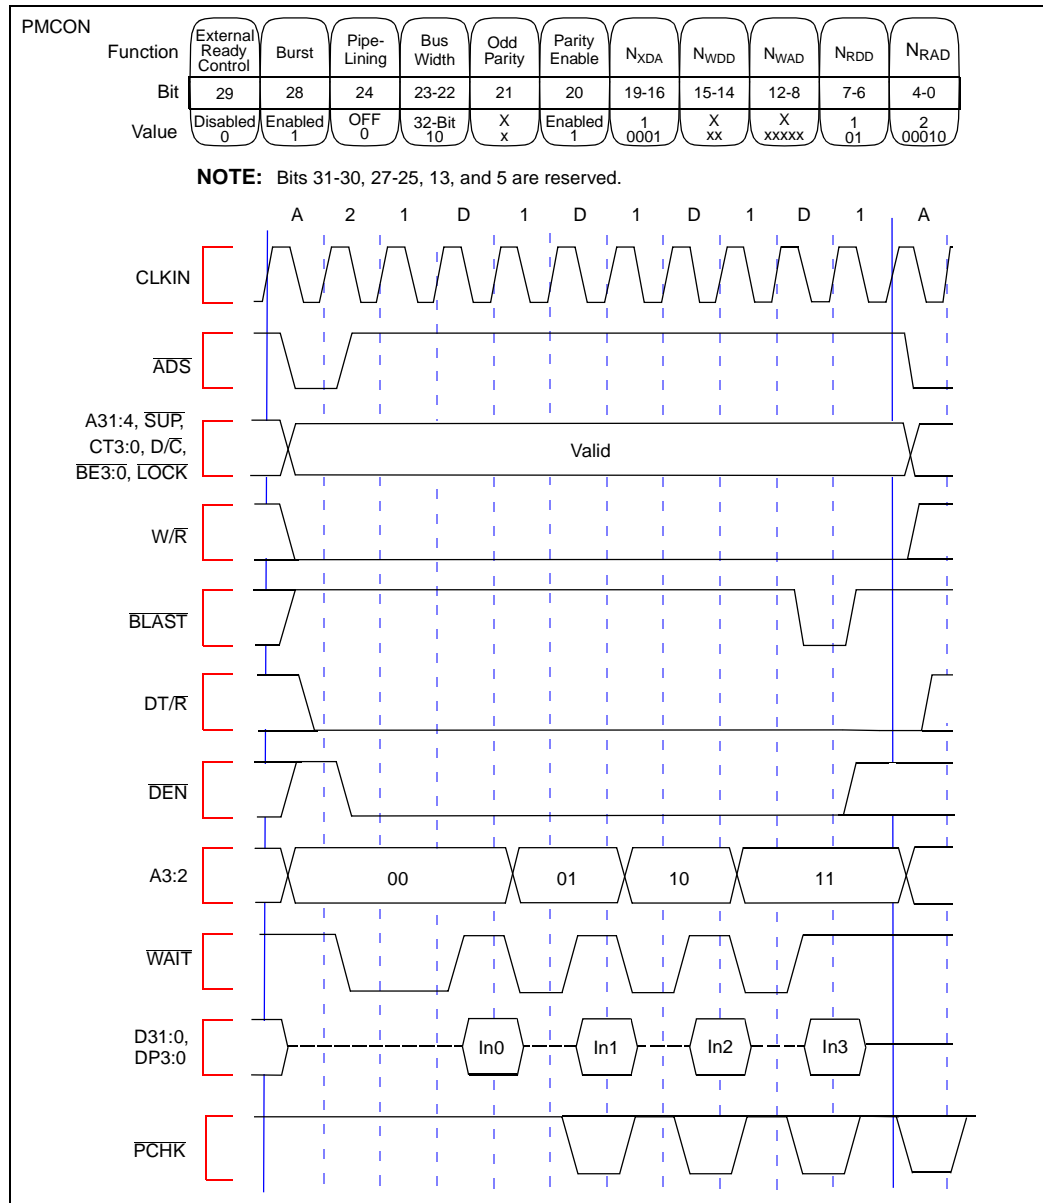 PMCON
Function External Ready Control Burst Pipe-Lining Bus Width Odd Parity Parity Enable NXDA NWDD NWAD NRDD NRAD
Bit 29 28 24 23-22 21 20 19-16 15-14 12-8 7-6 4-0
Value Disabled 0 Enabled 1 OFF 0 32-Bit 10 X x Enabled 1 1 0001 X xx X xxxxx 1 01 2 00010
NOTE: Bits 31-30, 27-25, 13, and 5 are reserved.
A 2 1 D 1 D 1 D 1 D 1 A
CLKIN
ADS
A31:4, SUP,
CT3:0, D/C,
BE3:0, LOCK
Valid
W/R
BLAST
DT/R
DEN
A3:2 00 01 10 11
WAIT
D31:0,
DP3:0
In0 In1 In2 In3
PCHK